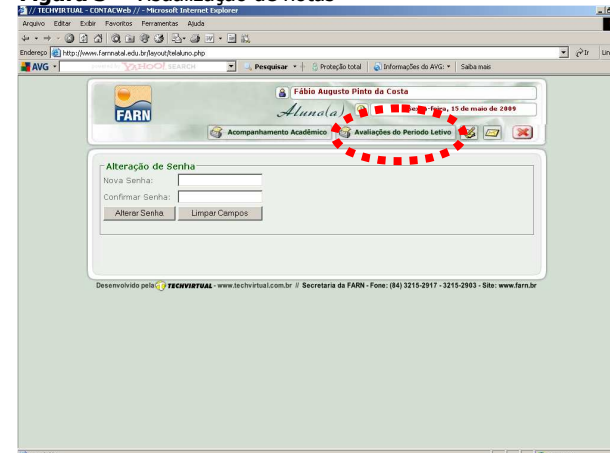 // TECHVIRTUAL - CONTACWeb // - Microsoft Internet Explorer
Arquivo Editar Exibir Favoritos Ferramentas Ajuda
Endereço http://www.farnnatal.edu.br/layout/telaluno.php Ir
AVG YAHOO! SEARCH Pesquisar Proteção total Informações do AVG: Saiba mais
FARN
Fábio Augusto Pinto da Costa
Aluno(a) -feira, 15 de maio de 2009
Acompanhamento Acadêmico Avaliações do Período Letivo
Alteração de Senha
Nova Senha:
Confirmar Senha:
Alterar Senha Limpar Campos
Desenvolvido pela TECHVIRTUAL - www.techvirtual.com.br // Secretaria da FARN - Fone: (84) 3215-2917 - 3215-2903 - Site: www.farn.br